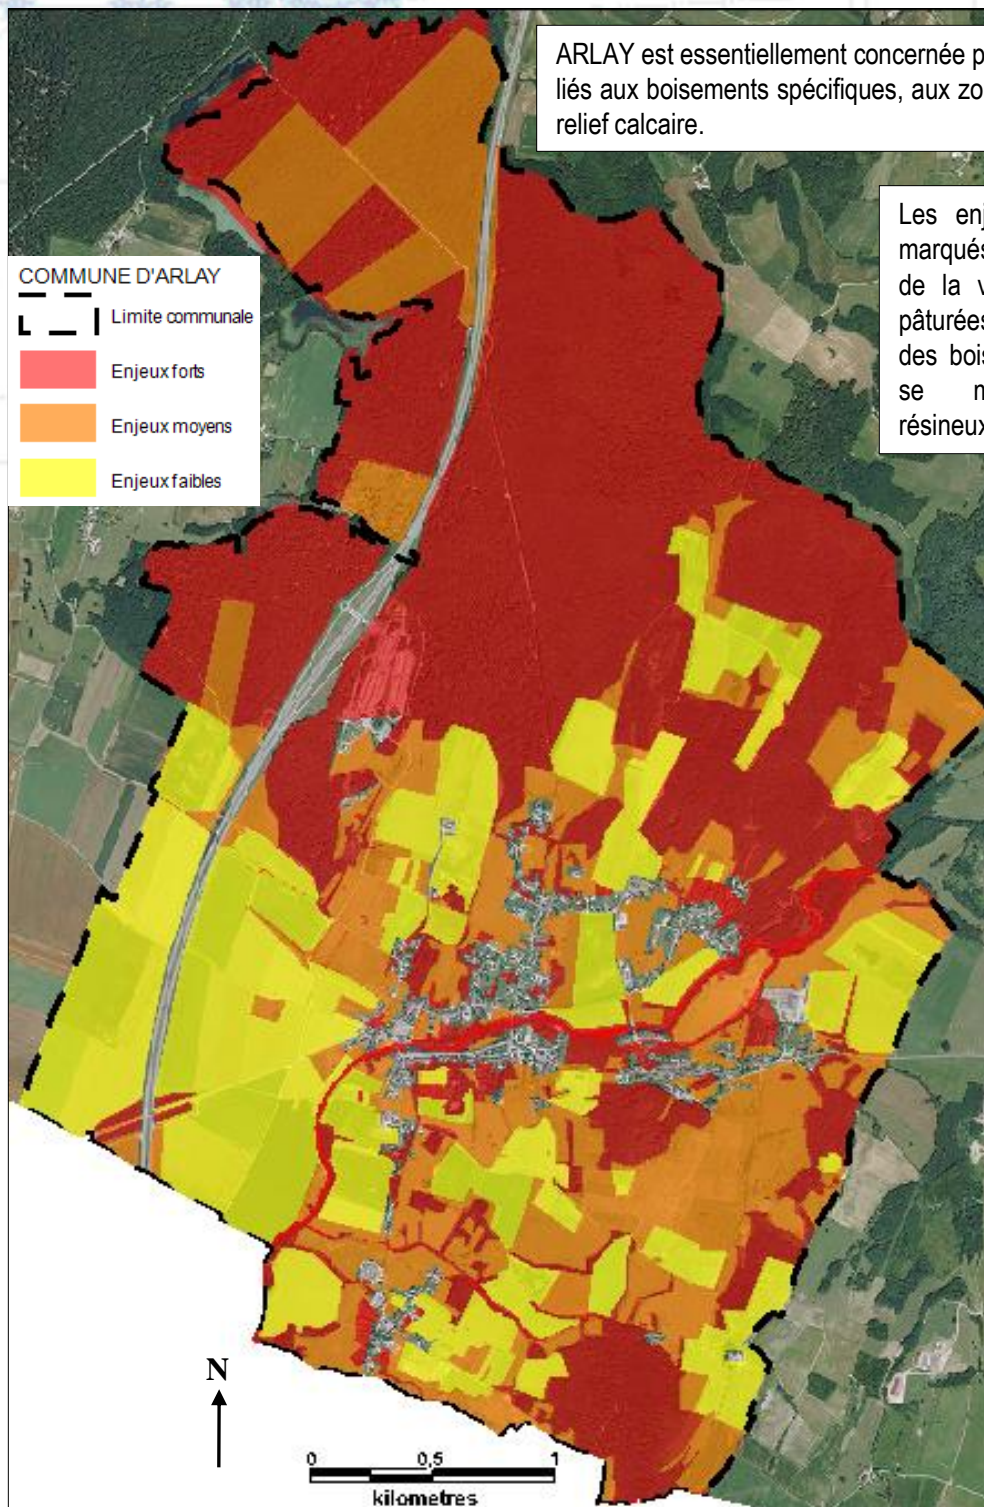 ARLAY est essentiellement concernée p
liés aux boisements spécifiques, aux zo
relief calcaire.
Les enj
marqués
de la v
pâturées
des bois
se m
résineux
COMMUNE D'ARLAY
Limite communale
Enjeux forts
Enjeux moyens
Enjeux faibles
N
0 0,5 1
kilometres